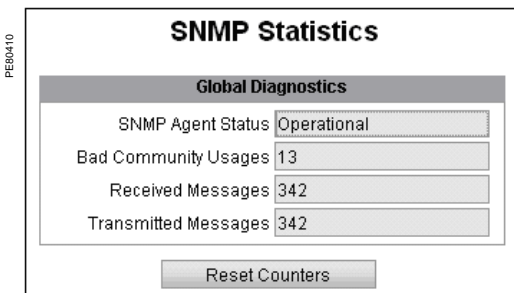 PE80410
SNMP Statistics
Global Diagnostics
SNMP Agent Status Operational
Bad Community Usages 13
Received Messages 342
Transmitted Messages 342
Reset Counters